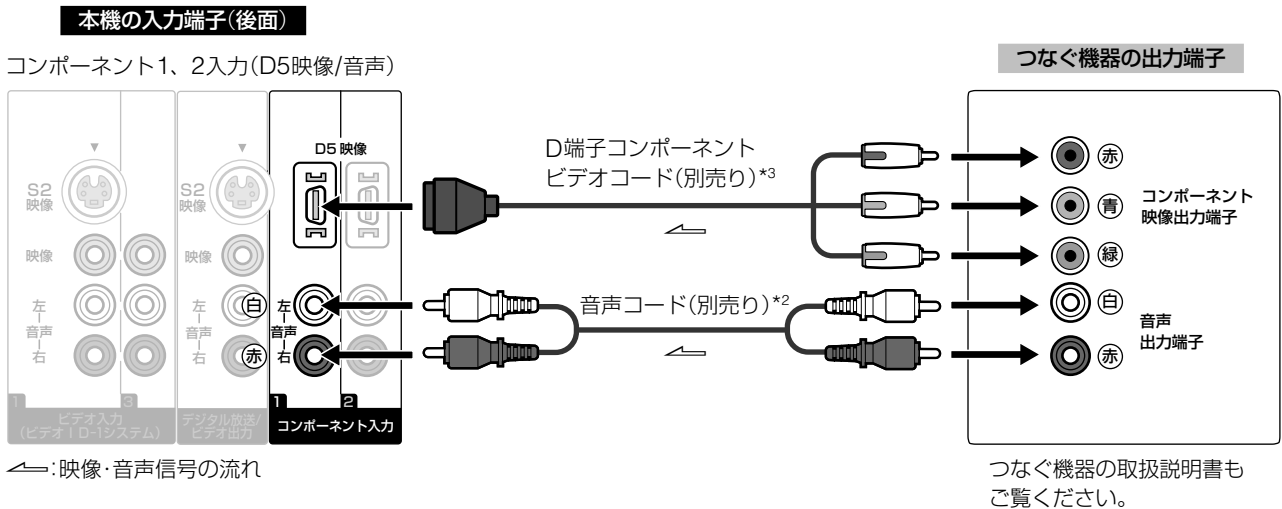 本機の入力端子(後面)
コンポーネント1、2入力(D5映像/音声)
つなぐ機器の出力端子
S2
映像
映像
左
音声
右
1
3
ビデオ入力
(ビデオID-1システム)
S2
映像
映像
左
音声
右
デジタル放送/
ビデオ出力
D5 映像
白
左
音声
赤
右
1
2
コンポーネント入力
D端子コンポーネント
ビデオコード(別売り)*3
音声コード(別売り)*2
赤
青
緑
コンポーネント
映像出力端子
白
赤
音声
出力端子
:映像・音声信号の流れ
つなぐ機器の取扱説明書も
ご覧ください。